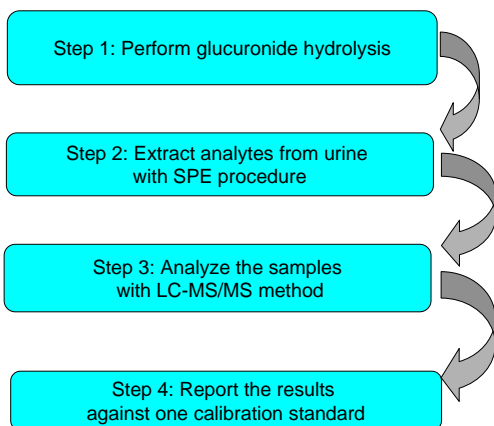 Step 1: Perform glucuronide hydrolysis
Step 2: Extract analytes from urine
with SPE procedure
Step 3: Analyze the samples
with LC-MS/MS method
Step 4: Report the results
against one calibration standard